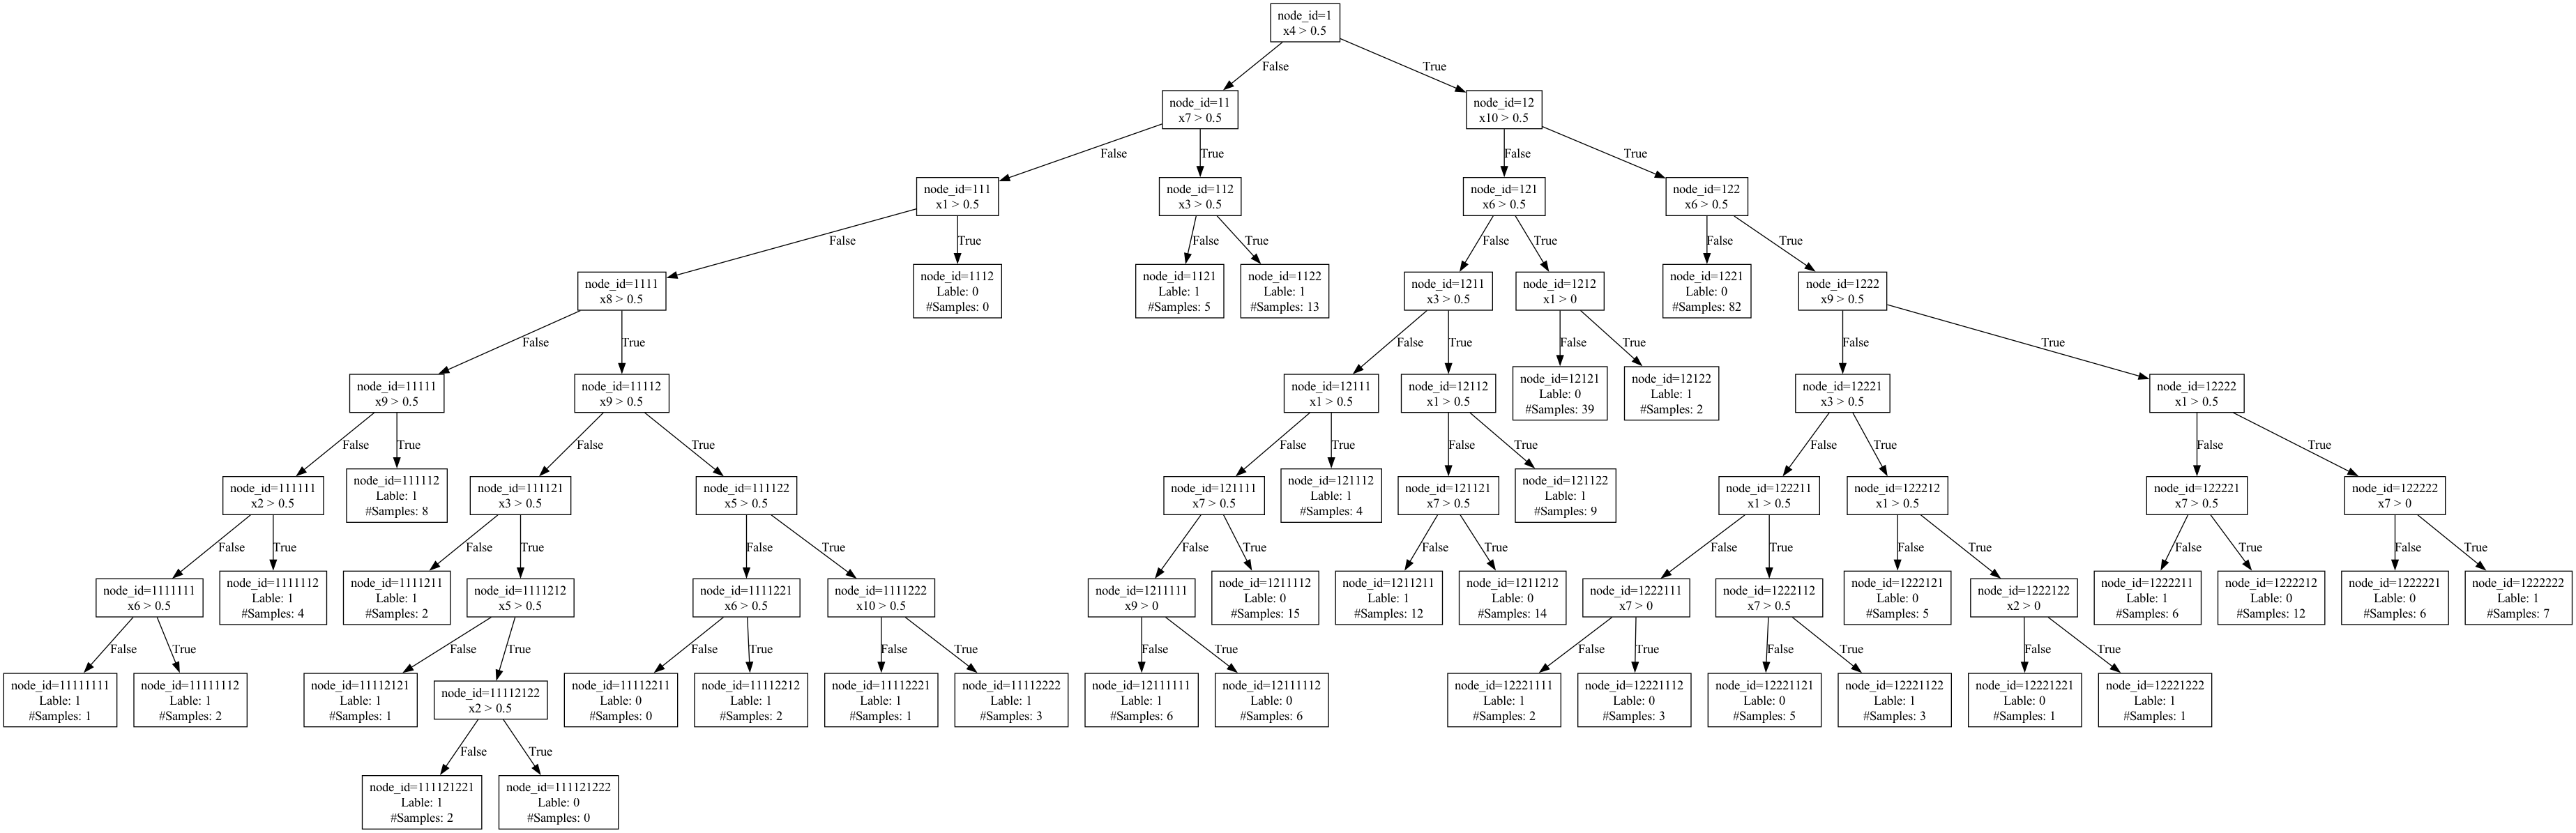 node_id=1
x4 > 0.5
False
True
node_id=11
x7 > 0.5
node_id=12
x10 > 0.5
False
True
False
True
node_id=111
x1 > 0.5
node_id=112
x3 > 0.5
node_id=121
x6 > 0.5
node_id=122
x6 > 0.5
False
True
False
True
False
True
False
True
node_id=1111
x8 > 0.5
node_id=1112
Lable: 0
#Samples: 0
node_id=1121
Lable: 1
#Samples: 5
node_id=1122
Lable: 1
#Samples: 13
node_id=1211
x3 > 0.5
node_id=1212
x1 > 0
node_id=1221
Lable: 0
#Samples: 82
node_id=1222
x9 > 0.5
False
True
False
True
False
True
False
True
node_id=11111
x9 > 0.5
node_id=11112
x9 > 0.5
node_id=12111
x1 > 0.5
node_id=12112
x1 > 0.5
node_id=12121
Lable: 0
#Samples: 39
node_id=12122
Lable: 1
#Samples: 2
node_id=12221
x3 > 0.5
node_id=12222
x1 > 0.5
False
True
False
True
False
True
False
True
False
True
False
True
node_id=111111
x2 > 0.5
node_id=111112
Lable: 1
#Samples: 8
node_id=111121
x3 > 0.5
node_id=111122
x5 > 0.5
node_id=121111
x7 > 0.5
node_id=121112
Lable: 1
#Samples: 4
node_id=121121
x7 > 0.5
node_id=121122
Lable: 1
#Samples: 9
node_id=122211
x1 > 0.5
node_id=122212
x1 > 0.5
node_id=122221
x7 > 0.5
node_id=122222
x7 > 0
False
True
False
True
False
True
False
True
False
True
False
True
False
True
False
True
False
True
node_id=1111111
x6 > 0.5
node_id=1111112
Lable: 1
#Samples: 4
node_id=1111211
Lable: 1
#Samples: 2
node_id=1111212
x5 > 0.5
node_id=1111221
x6 > 0.5
node_id=1111222
x10 > 0.5
node_id=1211111
x9 > 0
node_id=1211112
Lable: 0
#Samples: 15
node_id=1211211
Lable: 1
#Samples: 12
node_id=1211212
Lable: 0
#Samples: 14
node_id=1222111
x7 > 0
node_id=1222112
x7 > 0.5
node_id=1222121
Lable: 0
#Samples: 5
node_id=1222122
x2 > 0
node_id=1222211
Lable: 1
#Samples: 6
node_id=1222212
Lable: 0
#Samples: 12
node_id=1222221
Lable: 0
#Samples: 6
node_id=1222222
Lable: 1
#Samples: 7
False
True
False
True
False
True
False
True
False
True
False
True
False
True
False
True
node_id=11111111
Lable: 1
#Samples: 1
node_id=11111112
Lable: 1
#Samples: 2
node_id=11112121
Lable: 1
#Samples: 1
node_id=11112122
x2 > 0.5
node_id=11112211
Lable: 0
#Samples: 0
node_id=11112212
Lable: 1
#Samples: 2
node_id=11112221
Lable: 1
#Samples: 1
node_id=11112222
Lable: 1
#Samples: 3
node_id=12111111
Lable: 1
#Samples: 6
node_id=12111112
Lable: 0
#Samples: 6
node_id=12221111
Lable: 1
#Samples: 2
node_id=12221112
Lable: 0
#Samples: 3
node_id=12221121
Lable: 0
#Samples: 5
node_id=12221122
Lable: 1
#Samples: 3
node_id=12221221
Lable: 0
#Samples: 1
node_id=12221222
Lable: 1
#Samples: 1
False
True
node_id=111121221
Lable: 1
#Samples: 2
node_id=111121222
Lable: 0
#Samples: 0